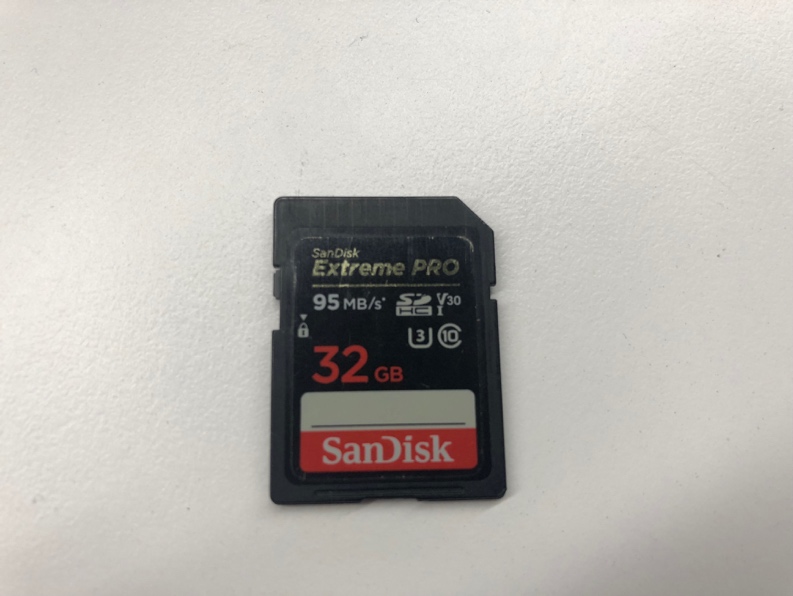 SanDisk
Extreme PRO
95 MB/s*
SD HC I V30
3 10
32 GB
SanDisk